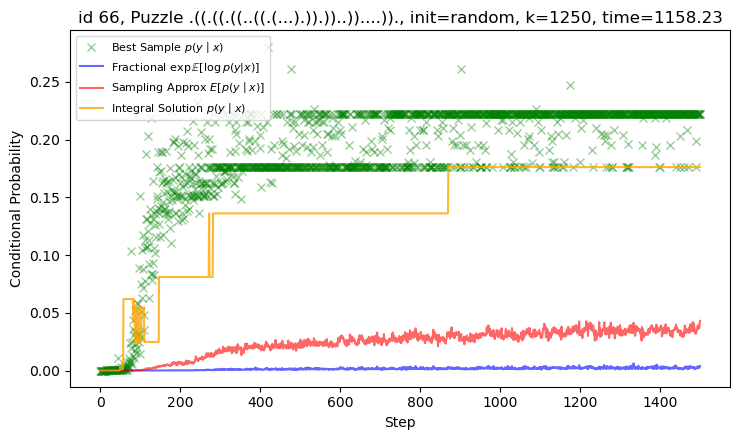 id 66, Puzzle .((.((.((..((.(.(...).)).))..))....))., init=random, k=1250, time=1158.23
Best Sample p(y | x)
Fractional exp𝔼[log p(y|x)]
Sampling Approx E[p(y | x)]
Integral Solution p(y | x)
Conditional Probability
0.25
0.20
0.15
0.10
0.05
0.00
0 200 400 600 800 1000 1200 1400
Step